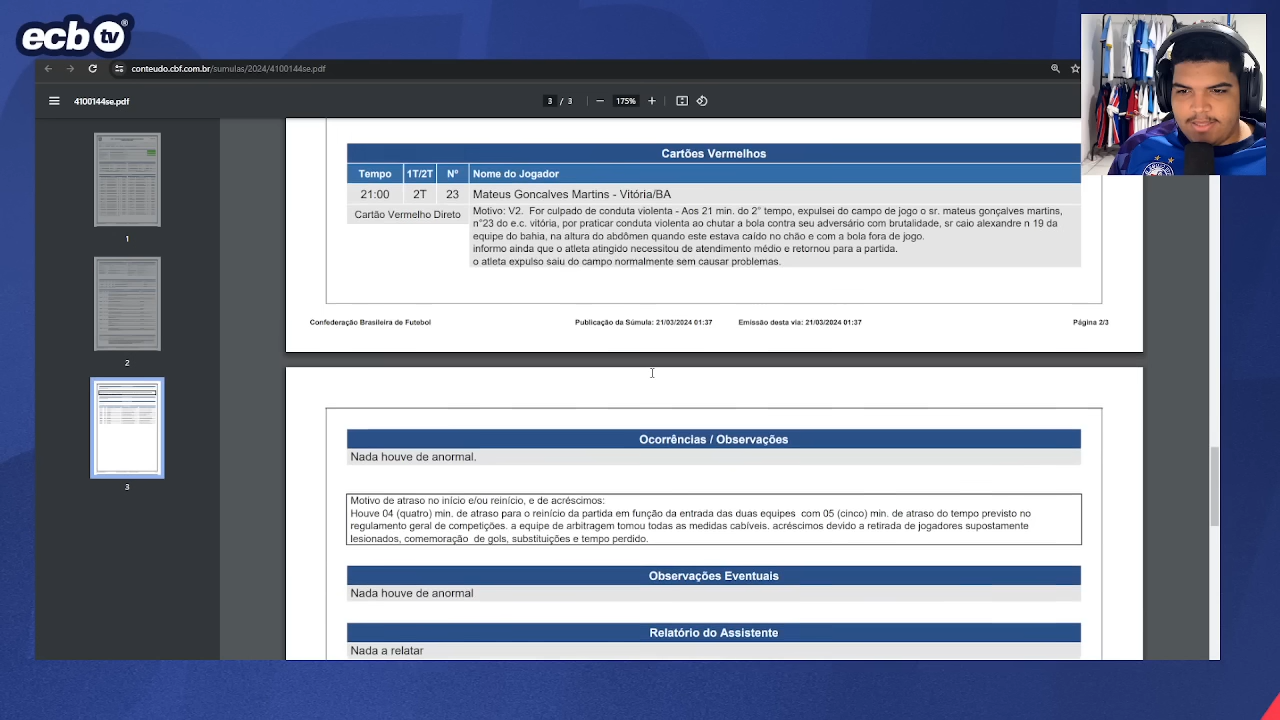 ecb tv
conteudo.cbf.com.br/sumulas/2024/4100144se.pdf
4100144se.pdf
3 / 3
175%
1
2
3
Cartões Vermelhos
Tempo 1T/2T Nº Nome do Jogador
21:00 2T 23 Mateus Goncalves Martins - Vitória/BA
Cartão Vermelho Direto
Motivo: V2. For culpado de conduta violenta - Aos 21 min. do 2° tempo, expulsei do campo de jogo o sr. mateus gonçalves martins,
n°23 do e.c. vitória, por praticar conduta violenta ao chutar a bola contra seu adversário com brutalidade, sr caio alexandre n 19 da
equipe do bahia, na altura do abdômen quando este estava caído no chão e com a bola fora de jogo.
informo ainda que o atleta atingido necessitou de atendimento médio e retornou para a partida.
o atleta expulso saiu do campo normalmente sem causar problemas.
Confederação Brasileira de Futebol Publicação da Súmula: 21/03/2024 01:37 Emissão desta via: 21/03/2024 01:37 Página 2/3
Ocorrências / Observações
Nada houve de anormal.
Motivo de atraso no início e/ou reinício, e de acréscimos:
Houve 04 (quatro) min. de atraso para o reinício da partida em função da entrada das duas equipes com 05 (cinco) min. de atraso do tempo previsto no
regulamento geral de competições. a equipe de arbitragem tomou todas as medidas cabíveis. acréscimos devido a retirada de jogadores supostamente
lesionados, comemoração de gols, substituições e tempo perdido.
Observações Eventuais
Nada houve de anormal
Relatório do Assistente
Nada a relatar